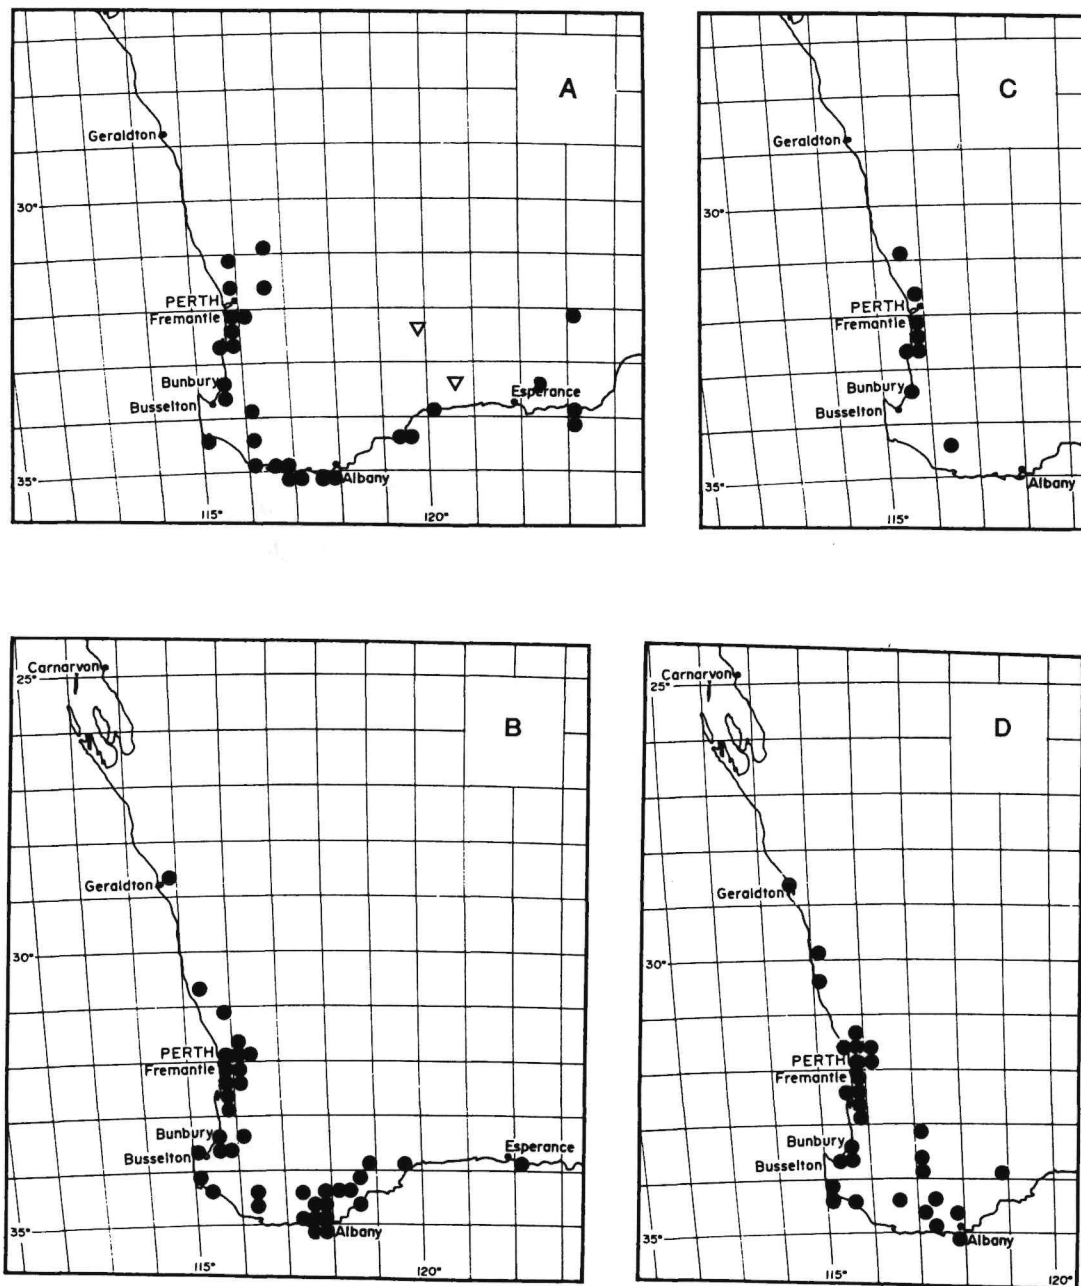 A
Geraldton
30°
PERTH
Fremantle
Bunbury
Busselton
Esperance
Albany
35°
115°
120°
C
Geraldton
30°
PERTH
Fremantle
Bunbury
Busselton
Albany
35°
115°
Carnarvon
25°
B
Geraldton
30°
PERTH
Fremantle
Bunbury
Busselton
Esperance
Albany
35°
115°
120°
Carnarvon
25°
D
Geraldton
30°
PERTH
Fremantle
Bunbury
Busselton
Albany
35°
115°
120°